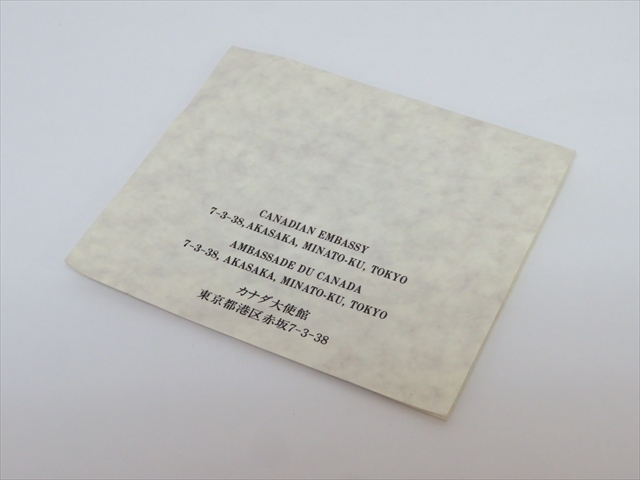 CANADIAN EMBASSY
7-3-38, AKASAKA, MINATO-KU, TOKYO
AMBASSADE DU CANADA
7-3-38, AKASAKA, MINATO-KU, TOKYO
カナダ大使館
東京都港区赤坂7-3-38